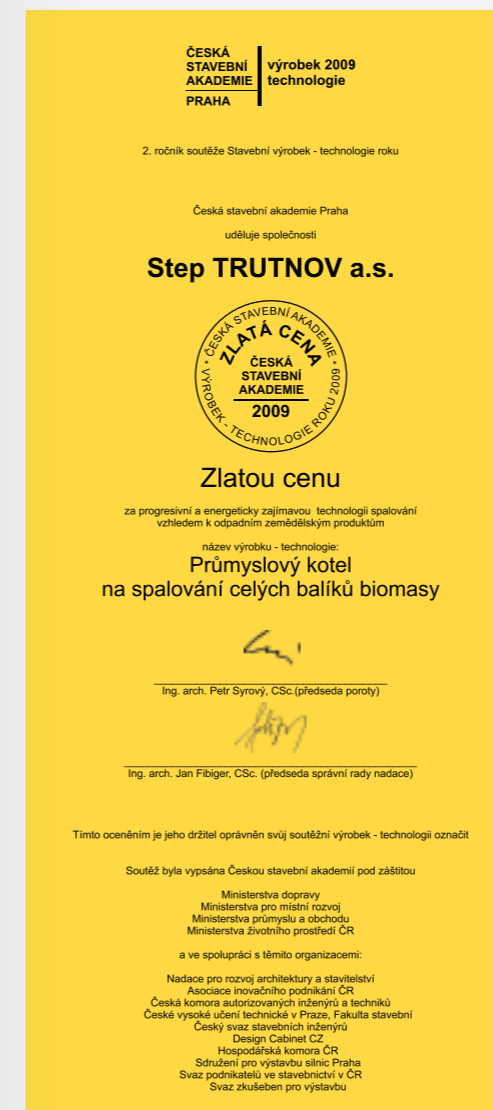 ČESKÁ
STAVEBNÍ
AKADEMIE
PRAHA
výrobek 2009
technologie
2. ročník soutěže Stavební výrobek - technologie roku
Česká stavební akademie Praha
uděluje společnosti
Step TRUTNOV a.s.
• ČESKÁ STAVEBNÍ AKADEMIE •
ZLATÁ CENA
ČESKÁ
STAVEBNÍ
AKADEMIE
2009
VÝROBEK - TECHNOLOGIE ROKU 2009
Zlatou cenu
za progresivní a energeticky zajímavou technologii spalování
vzhledem k odpadním zemědělským produktům
název výrobku - technologie:
Průmyslový kotel
na spalování celých balíků biomasy
Ing. arch. Petr Syrový, CSc.(předseda poroty)
Ing. arch. Jan Fibiger, CSc. (předseda správní rady nadace)
Tímto oceněním je jeho držitel oprávněn svůj soutěžní výrobek - technologii označit
Soutěž byla vypsána Českou stavební akademií pod záštitou
Ministerstva dopravy
Ministerstva pro místní rozvoj
Ministerstva průmyslu a obchodu
Ministerstva životního prostředí ČR
a ve spolupráci s těmito organizacemi:
Nadace pro rozvoj architektury a stavitelství
Asociace inovačního podnikání ČR
Česká komora autorizovaných inženýrů a techniků
České vysoké učení technické v Praze, Fakulta stavební
Český svaz stavebních inženýrů
Design Cabinet CZ
Hospodářská komora ČR
Sdružení pro výstavbu silnic Praha
Svaz podnikatelů ve stavebnictví v ČR
Svaz zkušeben pro výstavbu